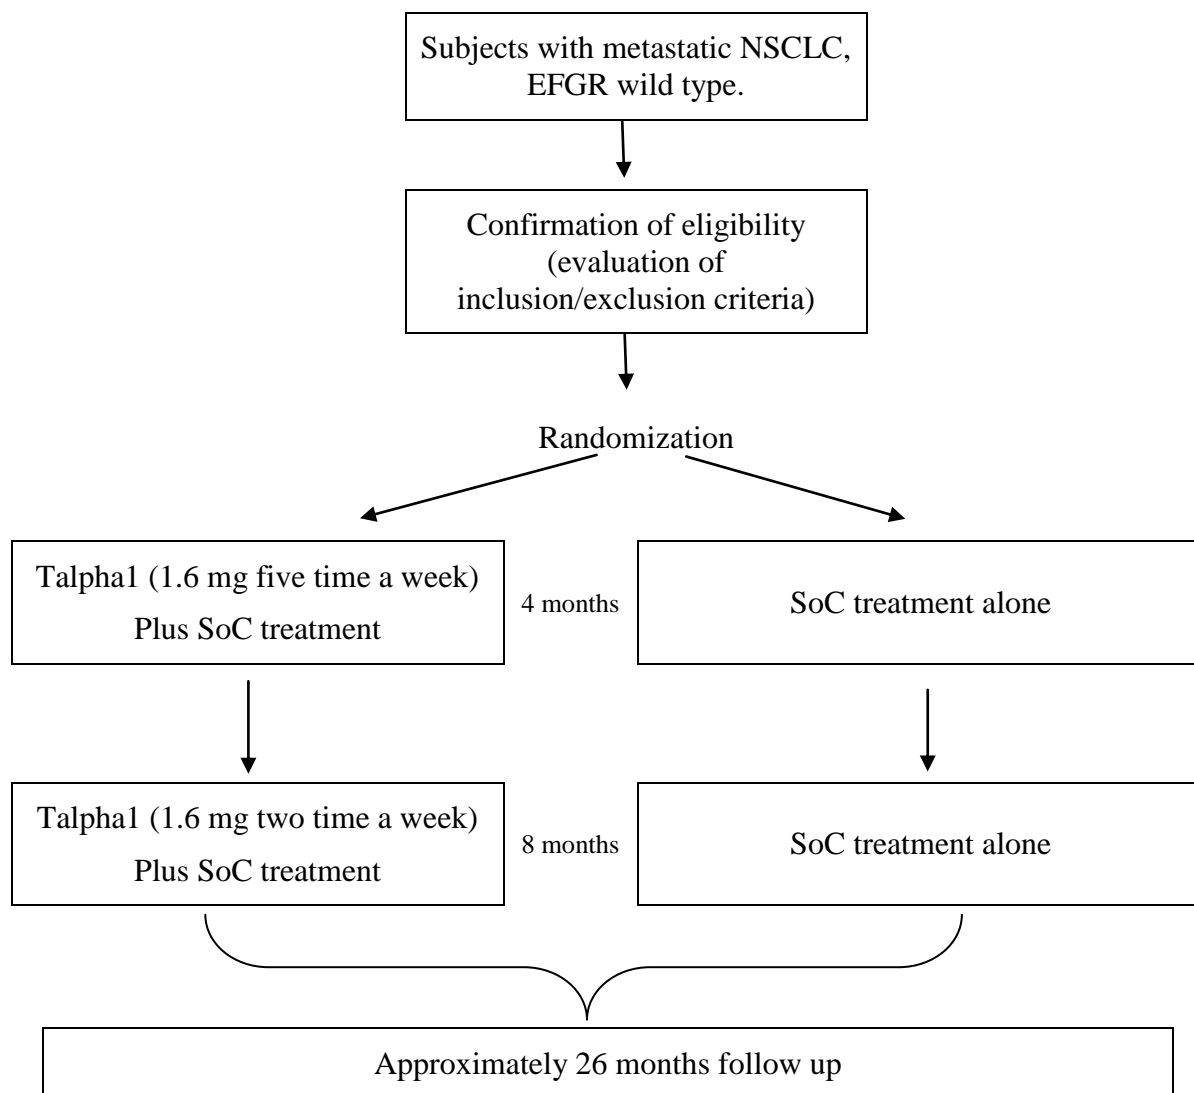 Subjects with metastatic NSCLC,
EFGR wild type.
Confirmation of eligibility
(evaluation of
inclusion/exclusion criteria)
Randomization
Talpha1 (1.6 mg five time a week)
Plus SoC treatment
4 months
SoC treatment alone
Talpha1 (1.6 mg two time a week)
Plus SoC treatment
8 months
SoC treatment alone
Approximately 26 months follow up